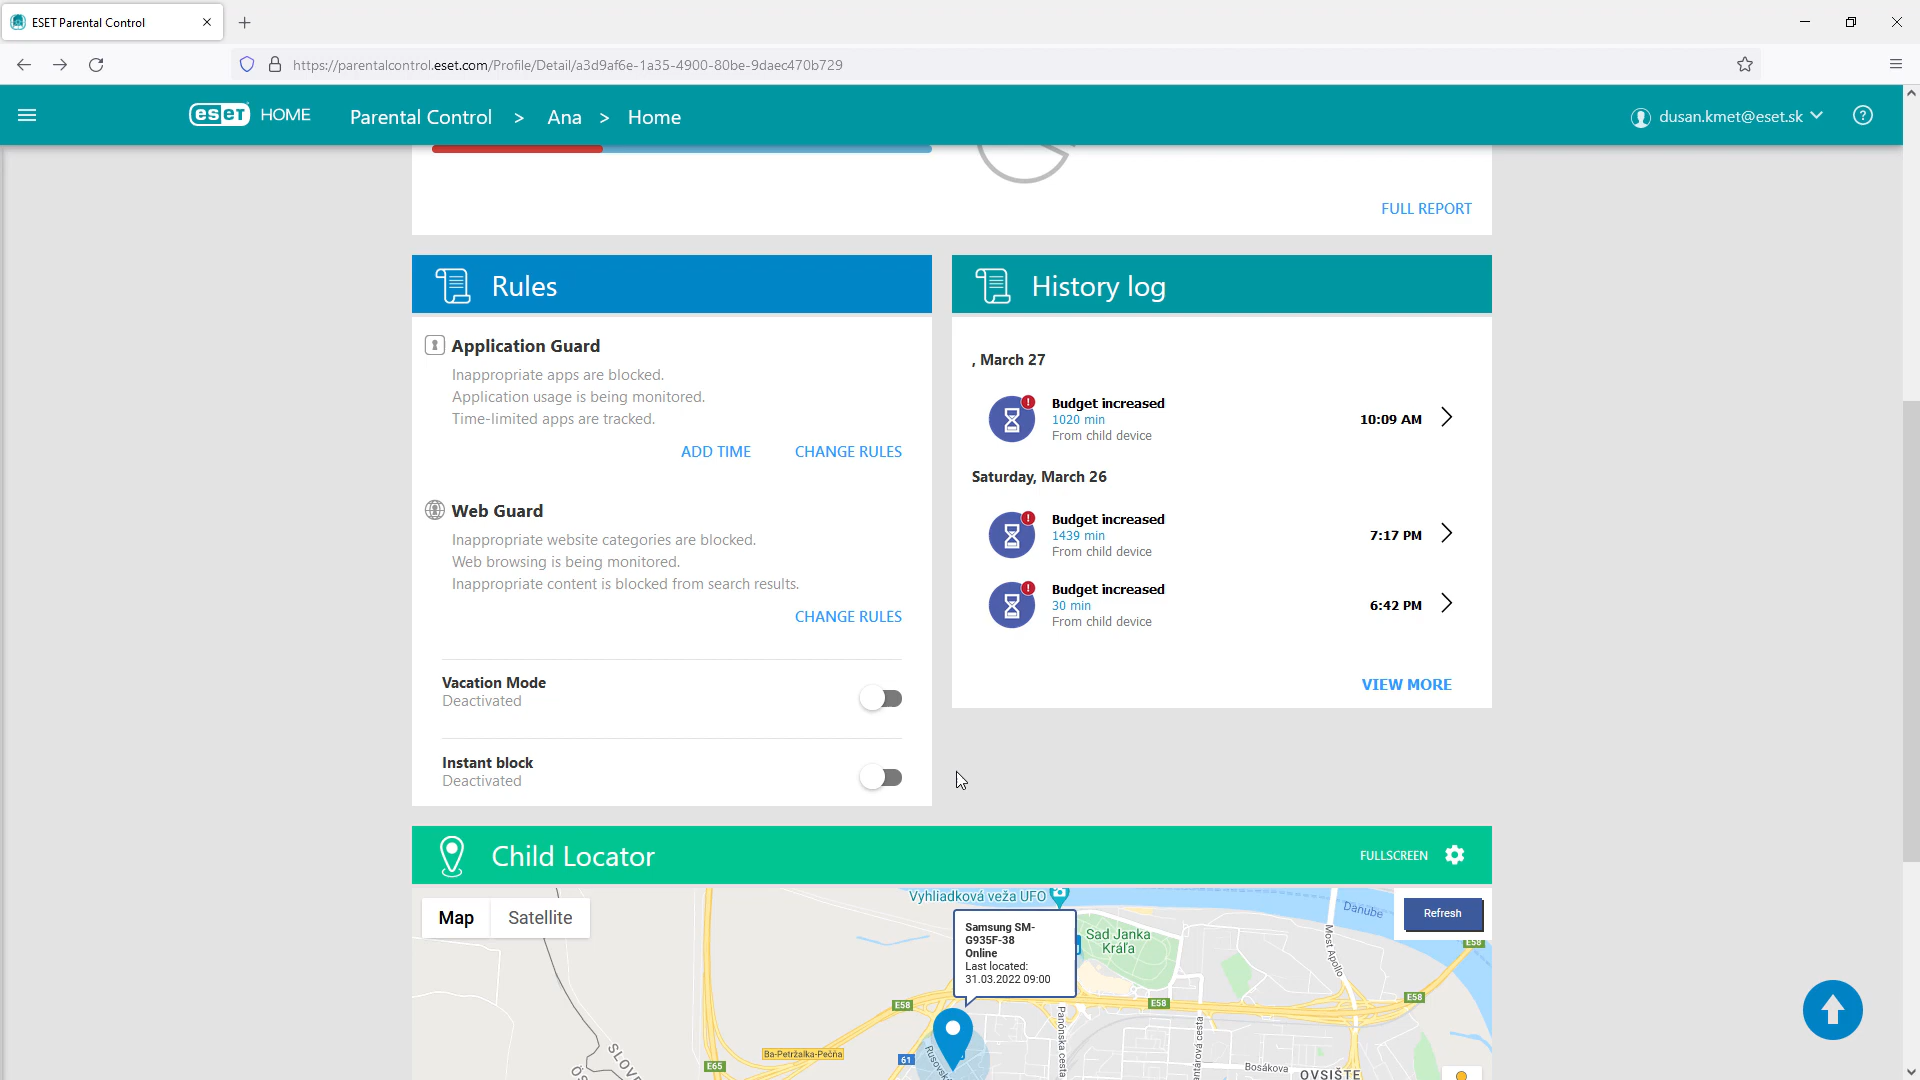 ESET Parental Control
https://parentalcontrol.eset.com/Profile/Detail/a3d9af6e-1a35-4900-80be-9daec470b729
eseT HOME Parental Control > Ana > Home
dusan.kmet@eset.sk
FULL REPORT
Rules
Application Guard
Inappropriate apps are blocked.
Application usage is being monitored.
Time-limited apps are tracked.
ADD TIME CHANGE RULES
Web Guard
Inappropriate website categories are blocked.
Web browsing is being monitored.
Inappropriate content is blocked from search results.
CHANGE RULES
Vacation Mode
Deactivated
Instant block
Deactivated
History log
, March 27
Budget increased
1020 min
From child device
10:09 AM
Saturday, March 26
Budget increased
1439 min
From child device
7:17 PM
Budget increased
30 min
From child device
6:42 PM
VIEW MORE
Child Locator
FULLSCREEN
Map Satellite
Refresh
Vyhliadková veža UFO
Danube
Samsung SM-
G935F-38
Online
Last located:
31.03.2022 09:00
Sad Janka
Kráľa
Most Apollo
E58
E58
E58
E58
Panónska cesta
Ba-Petržalka-Pečňa
61
E65
Bosákova
OVSIŠTE